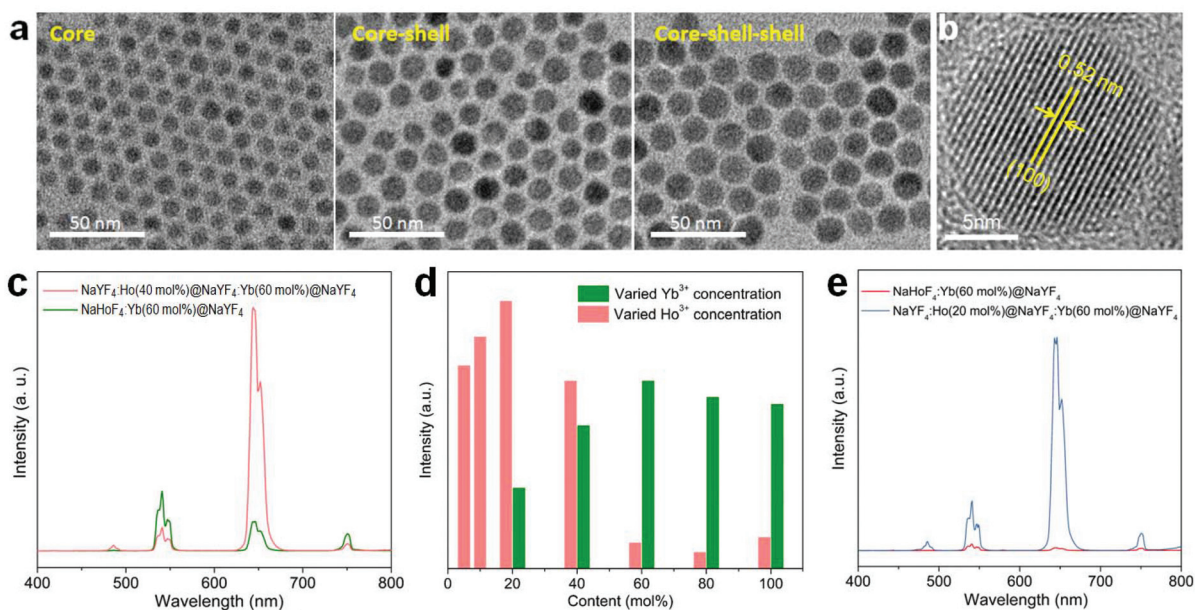 a
Core
50 nm
Core-shell
50 nm
Core-shell-shell
50 nm
b
0.52 nm
(100)
5nm
c
NaYF₄:Ho(40 mol%)@NaYF₄:Yb(60 mol%)@NaYF₄
NaHoF₄:Yb(60 mol%)@NaYF₄
Intensity (a. u.)
400 500 600 700 800
Wavelength (nm)
d
Varied Yb³⁺ concentration
Varied Ho³⁺ concentration
Intensity (a.u.)
0 20 40 60 80 100
Content (mol%)
e
NaHoF₄:Yb(60 mol%)@NaYF₄
NaYF₄:Ho(20 mol%)@NaYF₄:Yb(60 mol%)@NaYF₄
Intensity (a.u.)
400 500 600 700 800
Wavelength (nm)